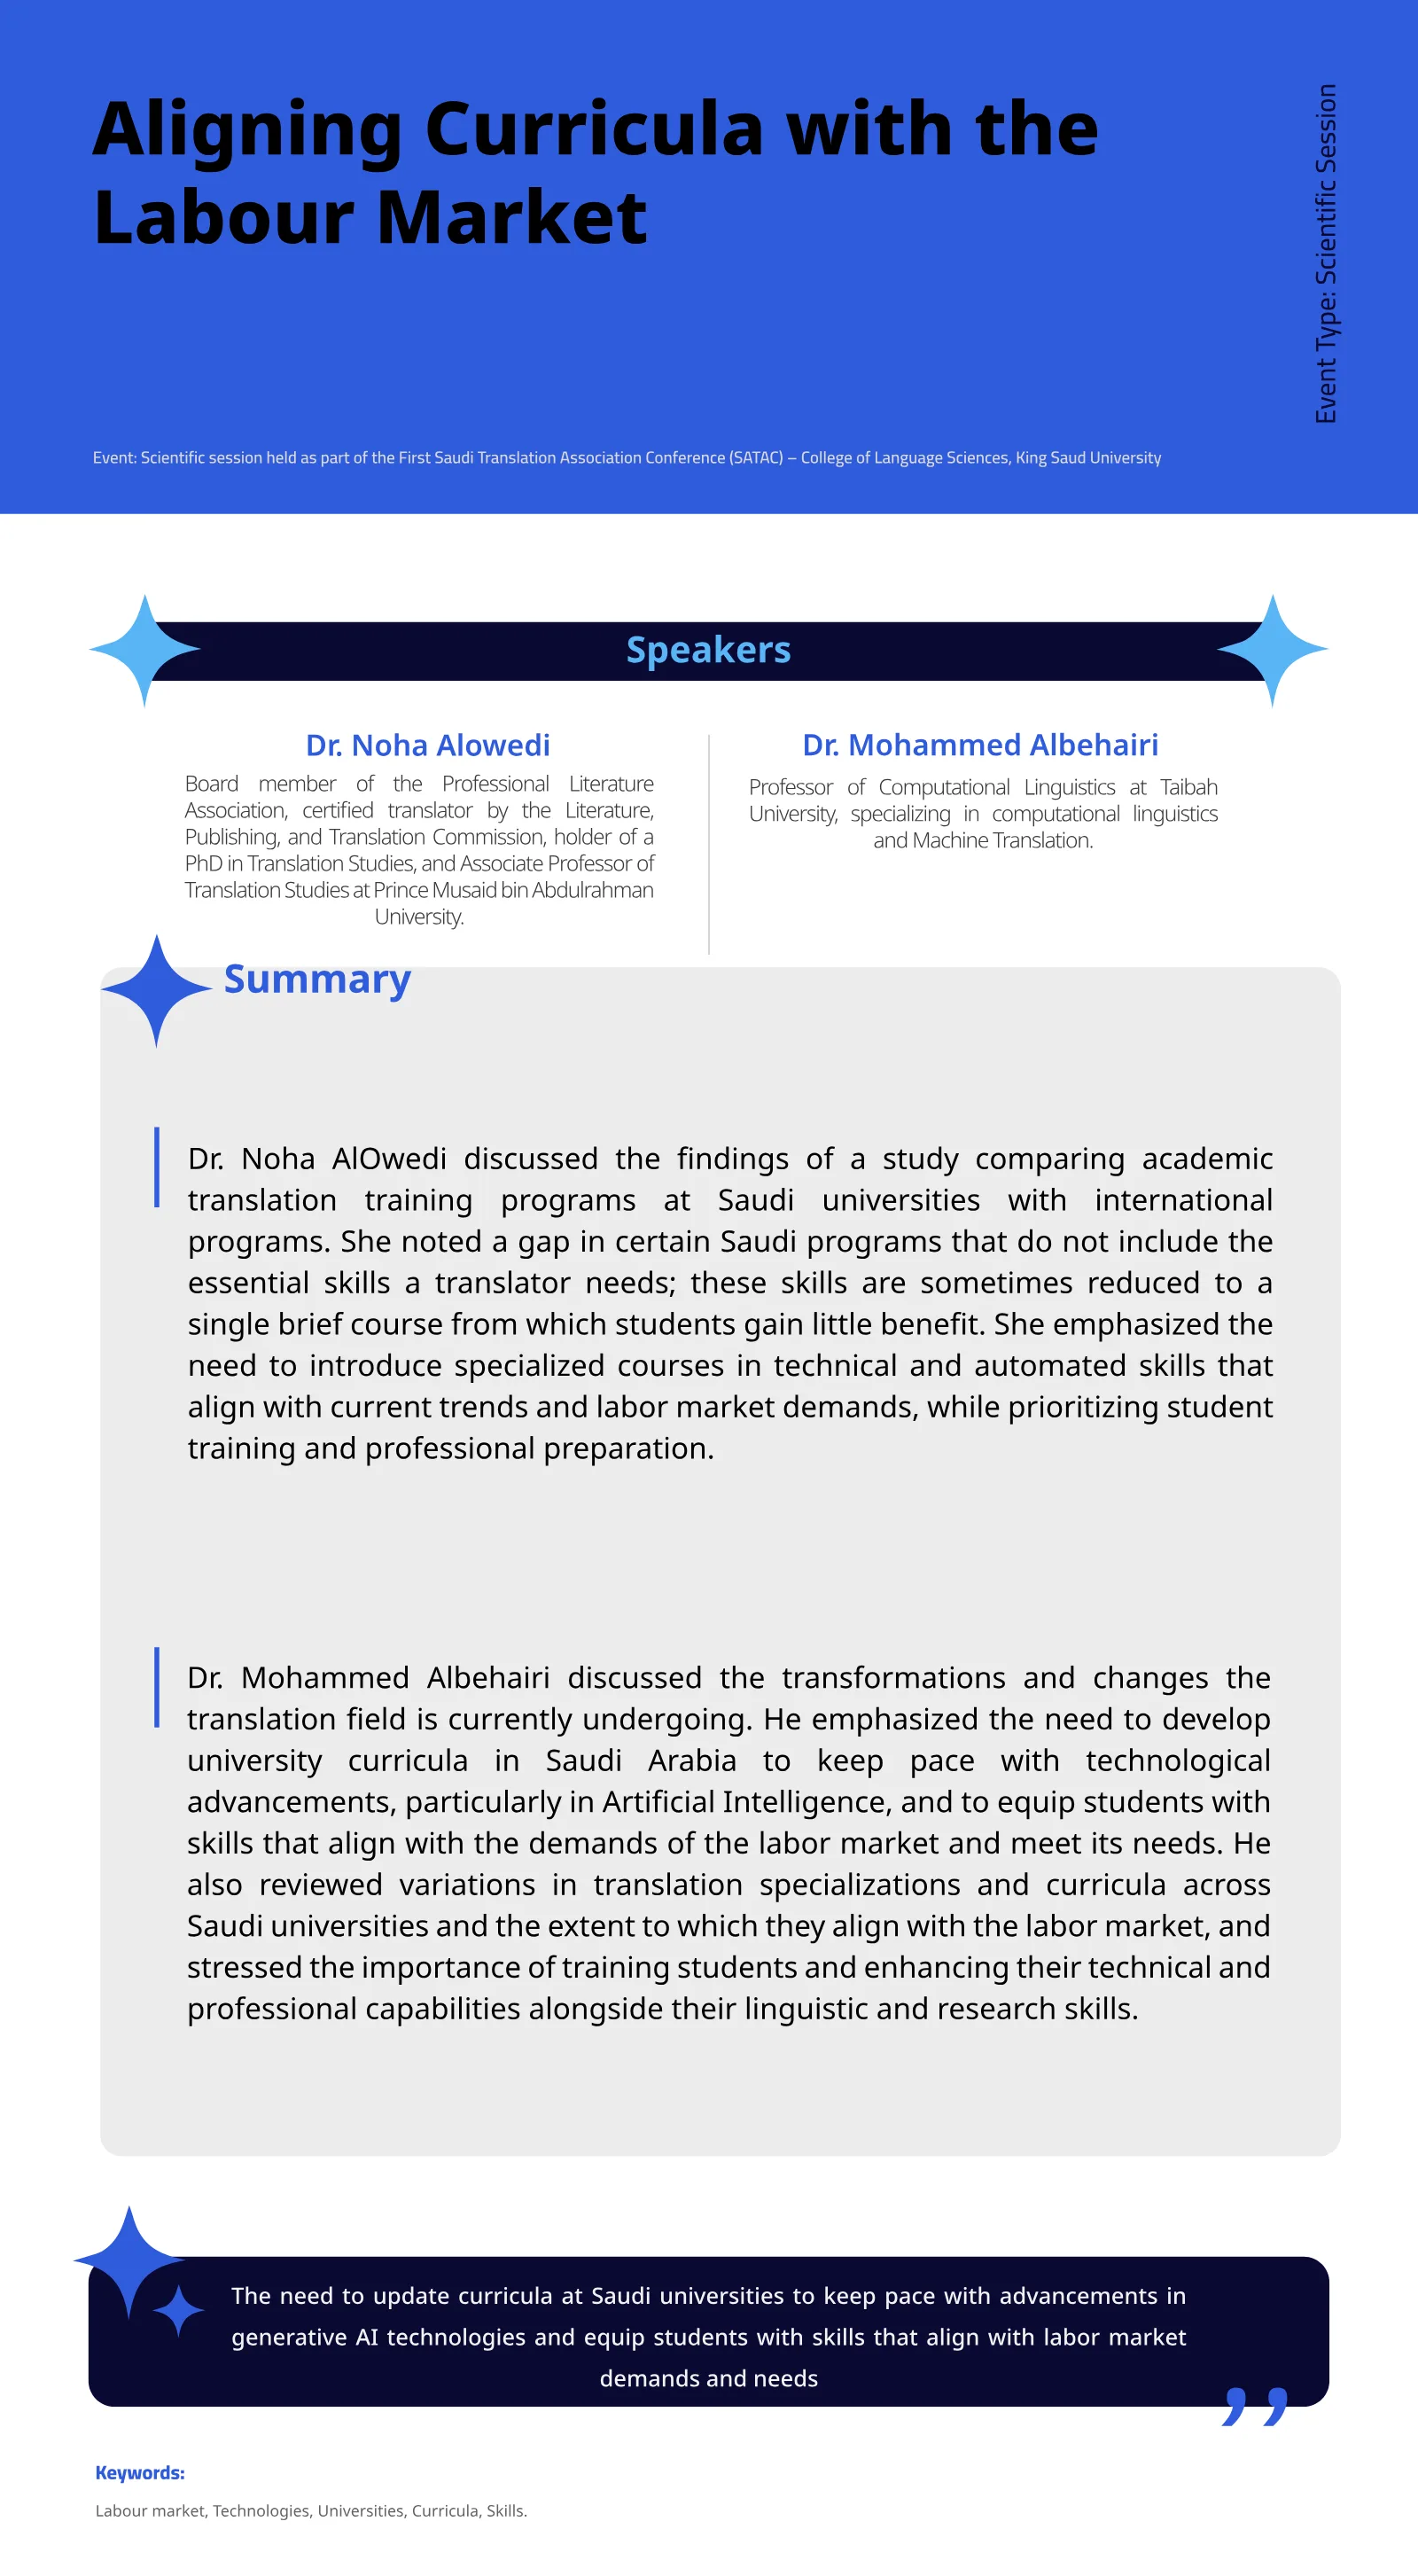 Aligning Curricula with the
Labour Market
Event Type: Scientific Session
Event: Scientific session held as part of the First Saudi Translation Association Conference (SATAC) – College of Language Sciences, King Saud University
Speakers
Dr. Noha Alowedi
Board member of the Professional Literature
Association, certified translator by the Literature,
Publishing, and Translation Commission, holder of a
PhD in Translation Studies, and Associate Professor of
Translation Studies at Prince Musaid bin Abdulrahman
University.
Dr. Mohammed Albehairi
Professor of Computational Linguistics at Taibah
University, specializing in computational linguistics
and Machine Translation.
Summary
Dr. Noha AlOwedi discussed the findings of a study comparing academic
translation training programs at Saudi universities with international
programs. She noted a gap in certain Saudi programs that do not include the
essential skills a translator needs; these skills are sometimes reduced to a
single brief course from which students gain little benefit. She emphasized the
need to introduce specialized courses in technical and automated skills that
align with current trends and labor market demands, while prioritizing student
training and professional preparation.
Dr. Mohammed Albehairi discussed the transformations and changes the
translation field is currently undergoing. He emphasized the need to develop
university curricula in Saudi Arabia to keep pace with technological
advancements, particularly in Artificial Intelligence, and to equip students with
skills that align with the demands of the labor market and meet its needs. He
also reviewed variations in translation specializations and curricula across
Saudi universities and the extent to which they align with the labor market, and
stressed the importance of training students and enhancing their technical and
professional capabilities alongside their linguistic and research skills.
The need to update curricula at Saudi universities to keep pace with advancements in
generative AI technologies and equip students with skills that align with labor market
demands and needs
”
Keywords:
Labour market, Technologies, Universities, Curricula, Skills.